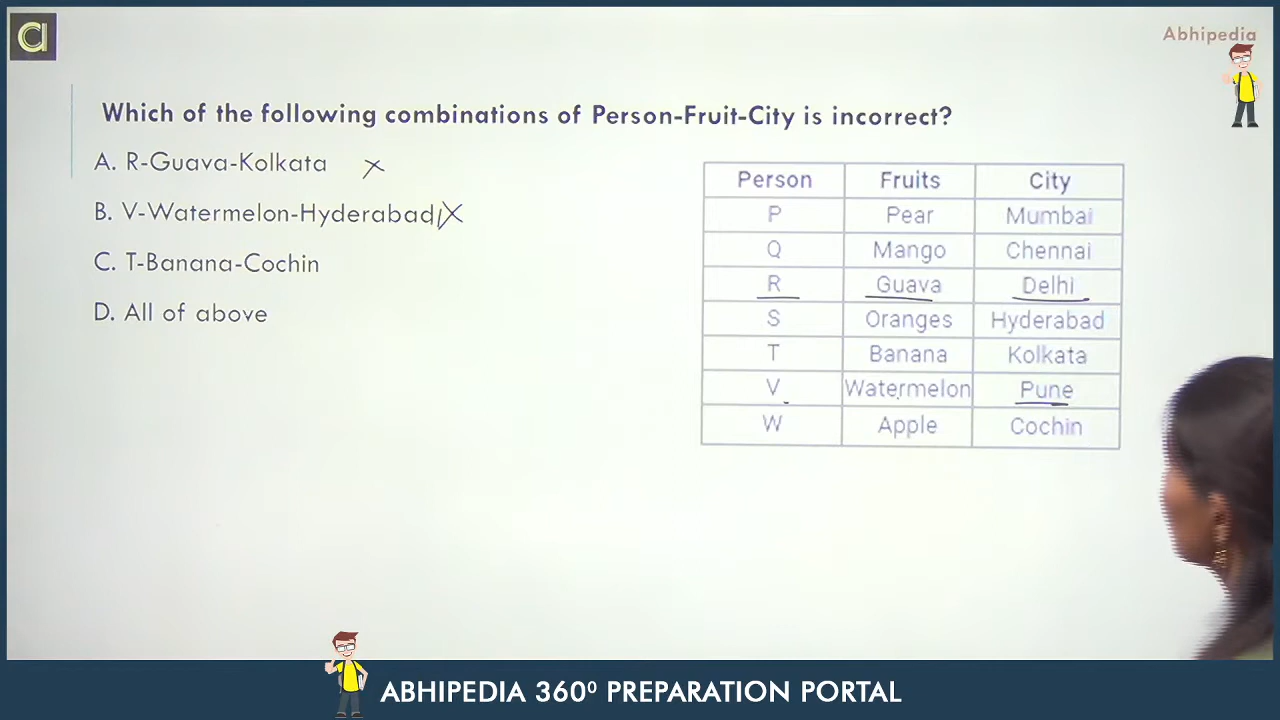 Abhipedia
Which of the following combinations of Person-Fruit-City is incorrect?
A. R-Guava-Kolkata ×
B. V-Watermelon-Hyderabad ×
C. T-Banana-Cochin
D. All of above
Person Fruits City
P Pear Mumbai
Q Mango Chennai
R Guava Delhi
S Oranges Hyderabad
T Banana Kolkata
V Watermelon Pune
W Apple Cochin
ABHIPEDIA 360⁰ PREPARATION PORTAL